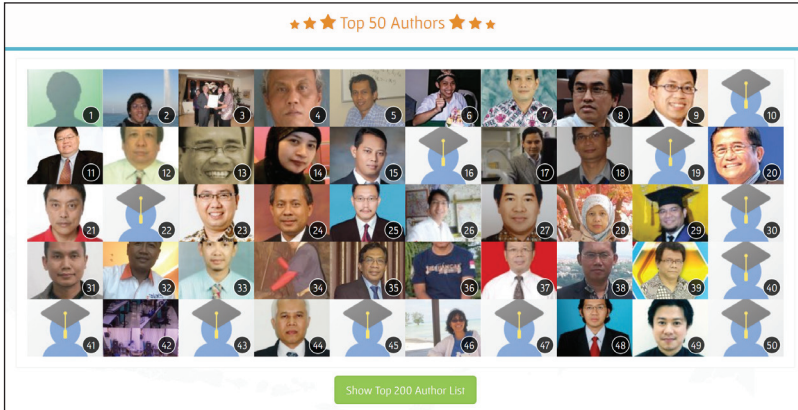 Top 50 Authors
1 2 3 4 5 6 7 8 9 10
11 12 13 14 15 16 17 18 19 20
21 22 23 24 25 26 27 28 29 30
31 32 33 34 35 36 37 38 39 40
41 42 43 44 45 46 47 48 49 50
Show Top 200 Author List